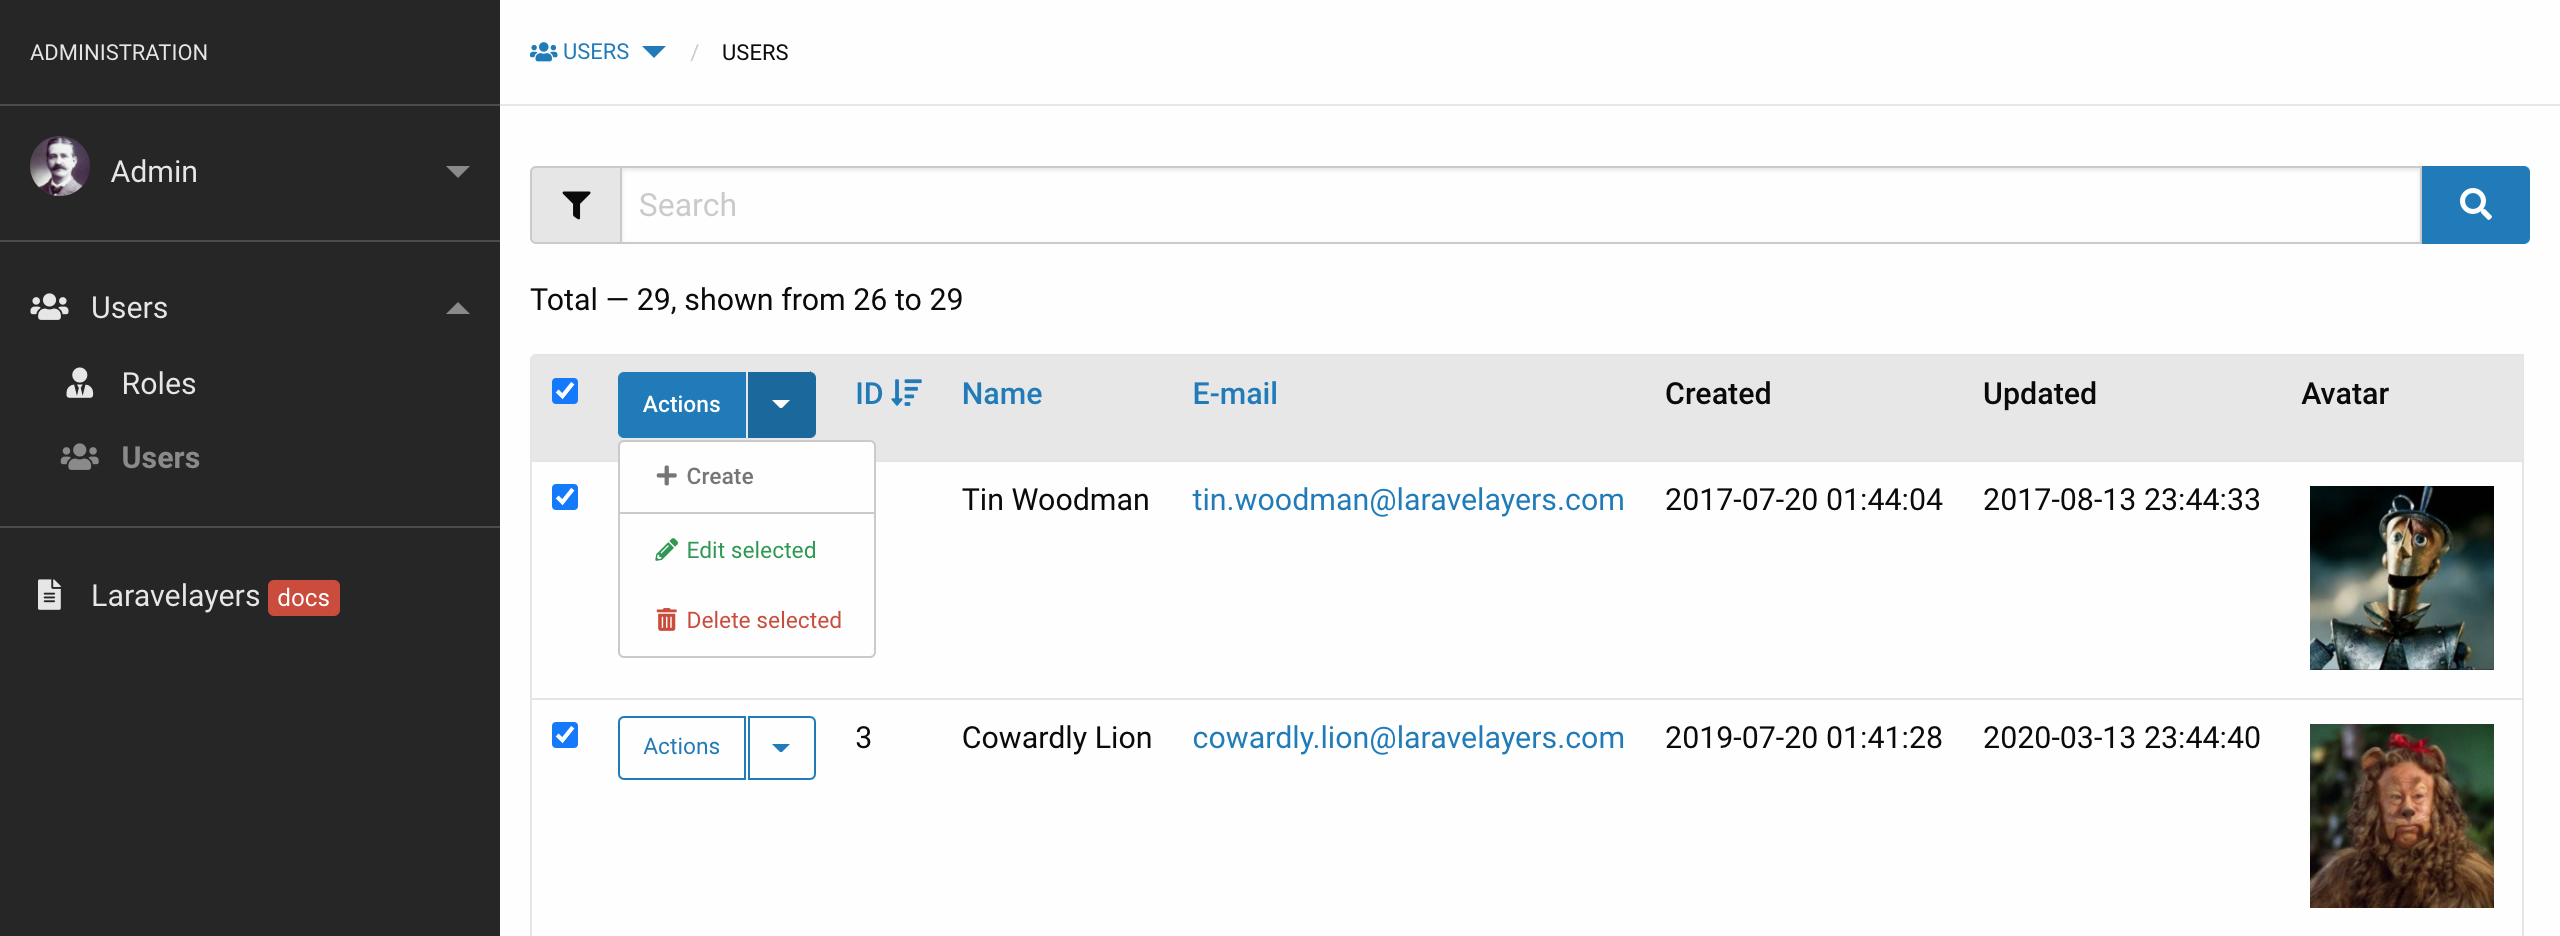 ADMINISTRATION
Admin
Users
Roles
Users
Laravelayers docs
USERS / USERS
Search
Total — 29, shown from 26 to 29
Actions ID Name E-mail Created Updated Avatar
Create
Edit selected
Delete selected
Tin Woodman tin.woodman@laravelayers.com 2017-07-20 01:44:04 2017-08-13 23:44:33
Actions 3 Cowardly Lion cowardly.lion@laravelayers.com 2019-07-20 01:41:28 2020-03-13 23:44:40